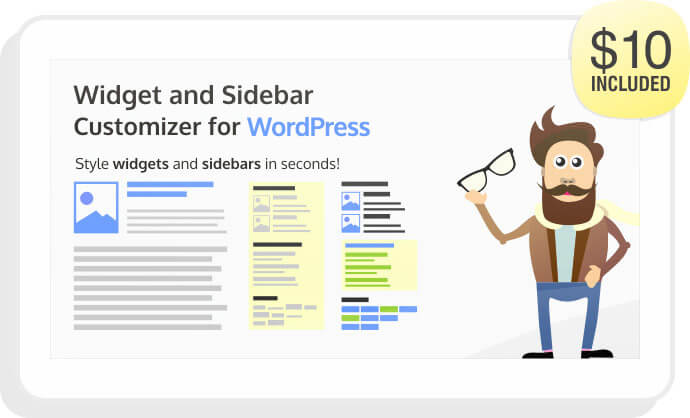 $10
INCLUDED
Widget and Sidebar
Customizer for WordPress
Style widgets and sidebars in seconds!